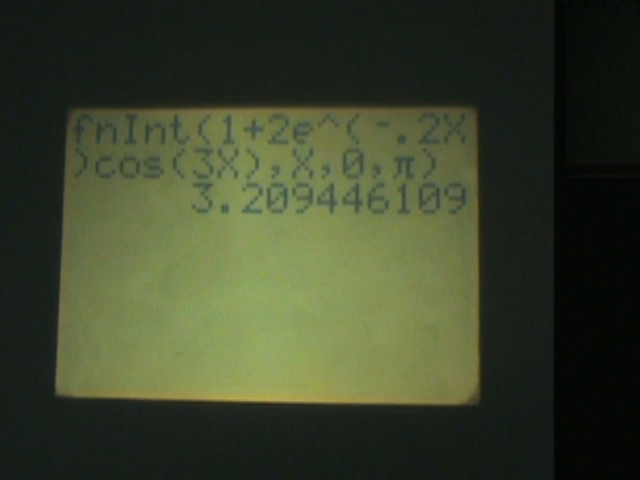 fnInt(1+2e^(⁻.2X
)cos(3X),X,0,π)
3.209446109